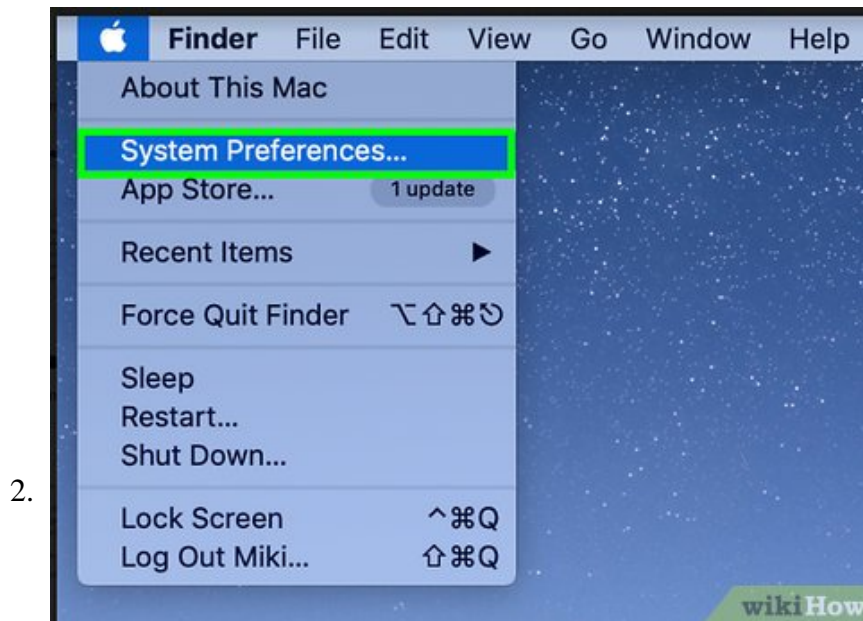 Finder File Edit View Go Window Help
About This Mac
System Preferences...
App Store... 1 update
Recent Items ▶
Force Quit Finder ⌥⇧⌘⎋
Sleep
Restart...
Shut Down...
2.
Lock Screen ^⌘Q
Log Out Miki... ⇧⌘Q
wikiHow